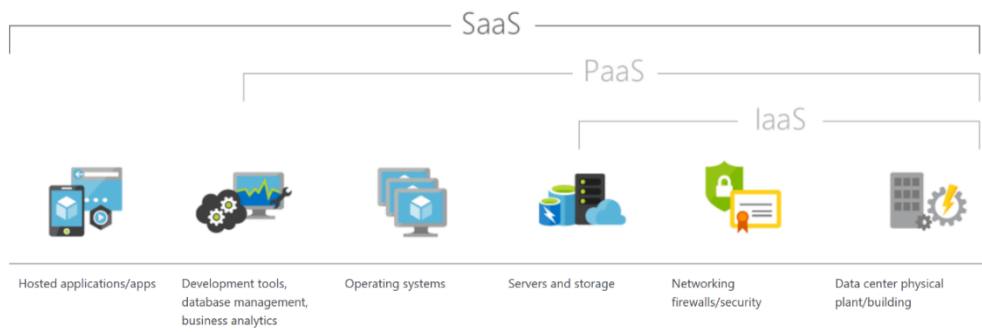 SaaS
PaaS
IaaS
Hosted applications/apps
Development tools,
database management,
business analytics
Operating systems
Servers and storage
Networking
firewalls/security
Data center physical
plant/building